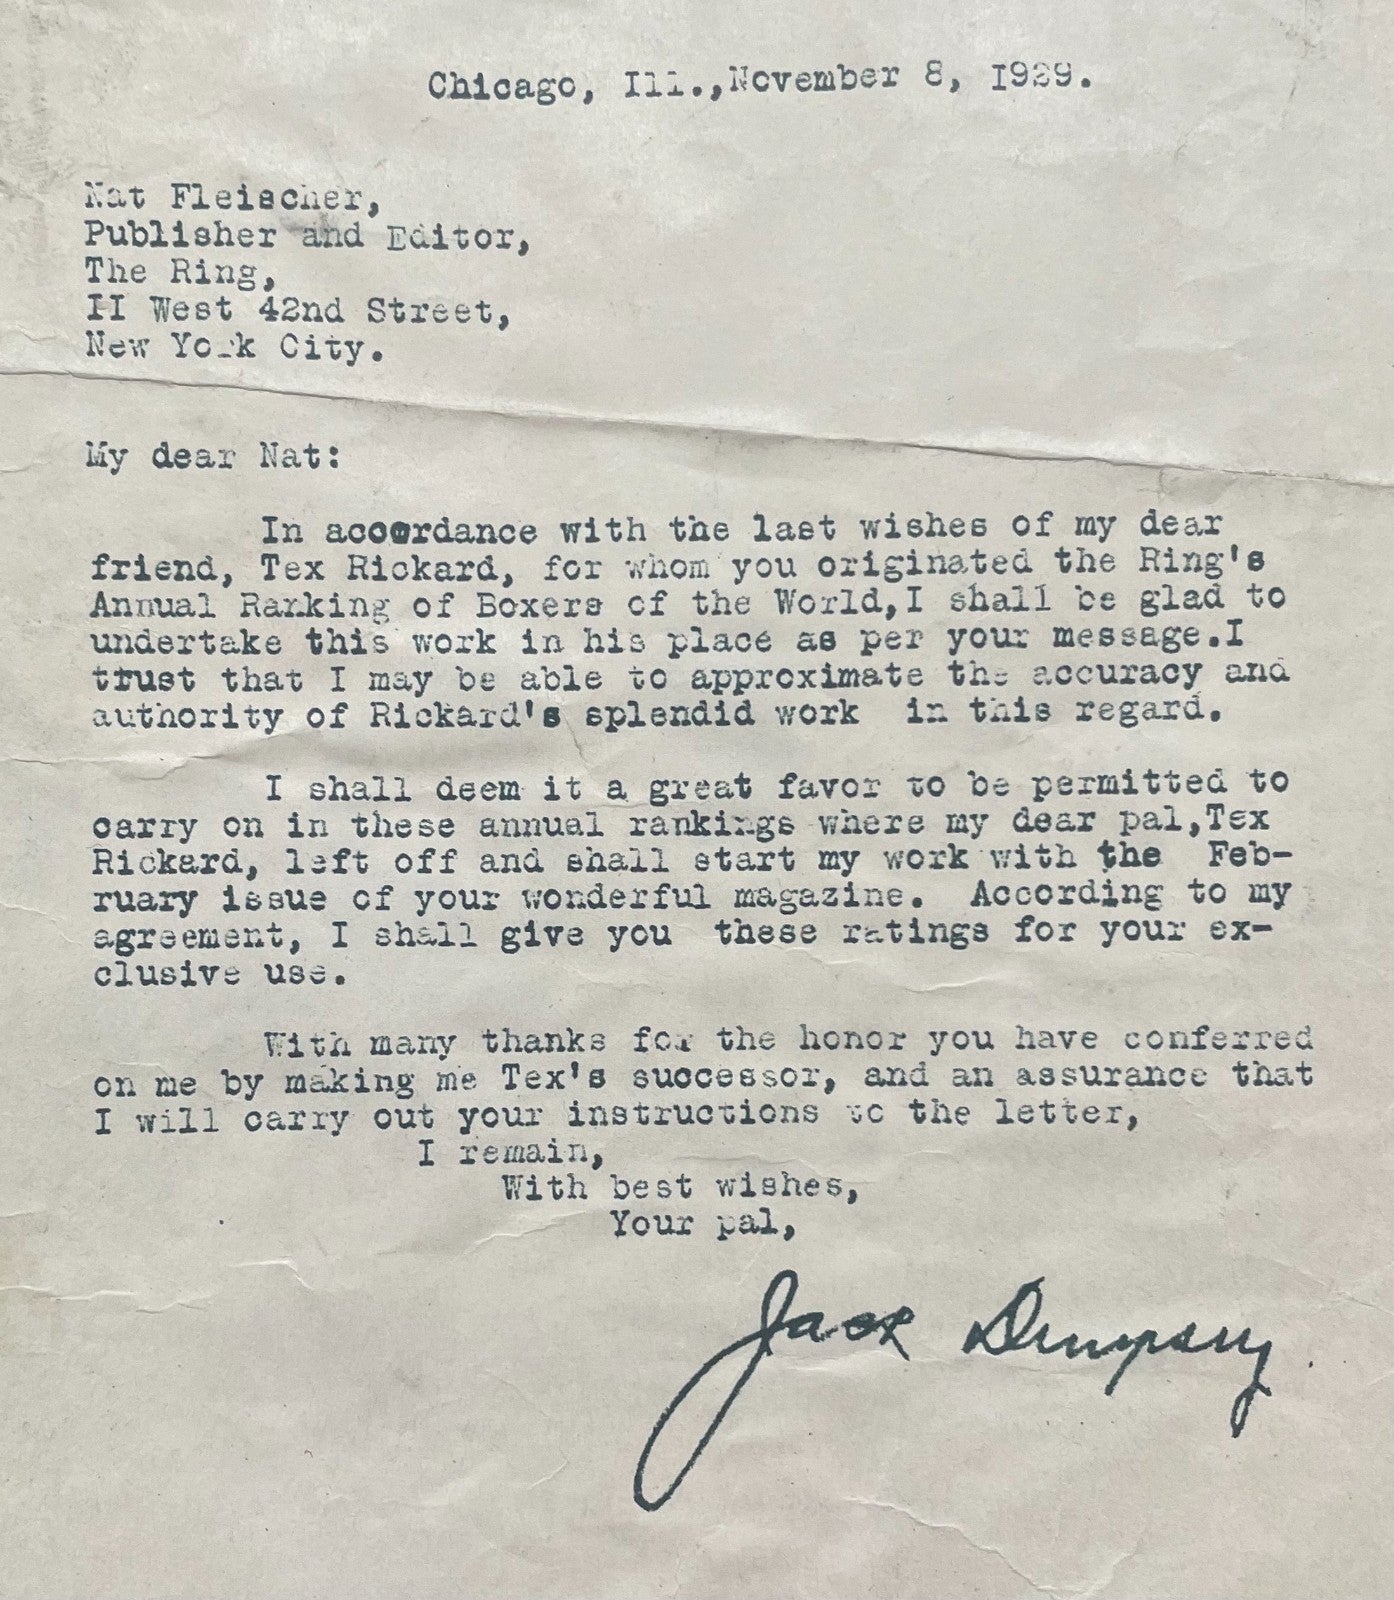 Chicago, Ill.,November 8, I929.
Nat Fleischer,
Publisher and Editor,
The Ring,
II West 42nd Street,
New York City.
My dear Nat:
In accordance with the last wishes of my dear
friend, Tex Rickard, for whom you originated the Ring's
Annual Ranking of Boxers of the World,I shall be glad to
undertake this work in his place as per your message.I
trust that I may be able to approximate the accuracy and
authority of Rickard's splendid work in this regard.
I shall deem it a great favor to be permitted to
carry on in these annual rankings where my dear pal,Tex
Rickard, left off and shall start my work with the Feb-
ruary issue of your wonderful magazine. According to my
agreement, I shall give you these ratings for your ex-
clusive use.
With many thanks for the honor you have conferred
on me by making me Tex's successor, and an assurance that
I will carry out your instructions to the letter,
I remain,
With best wishes,
Your pal,
Jack Dempsey